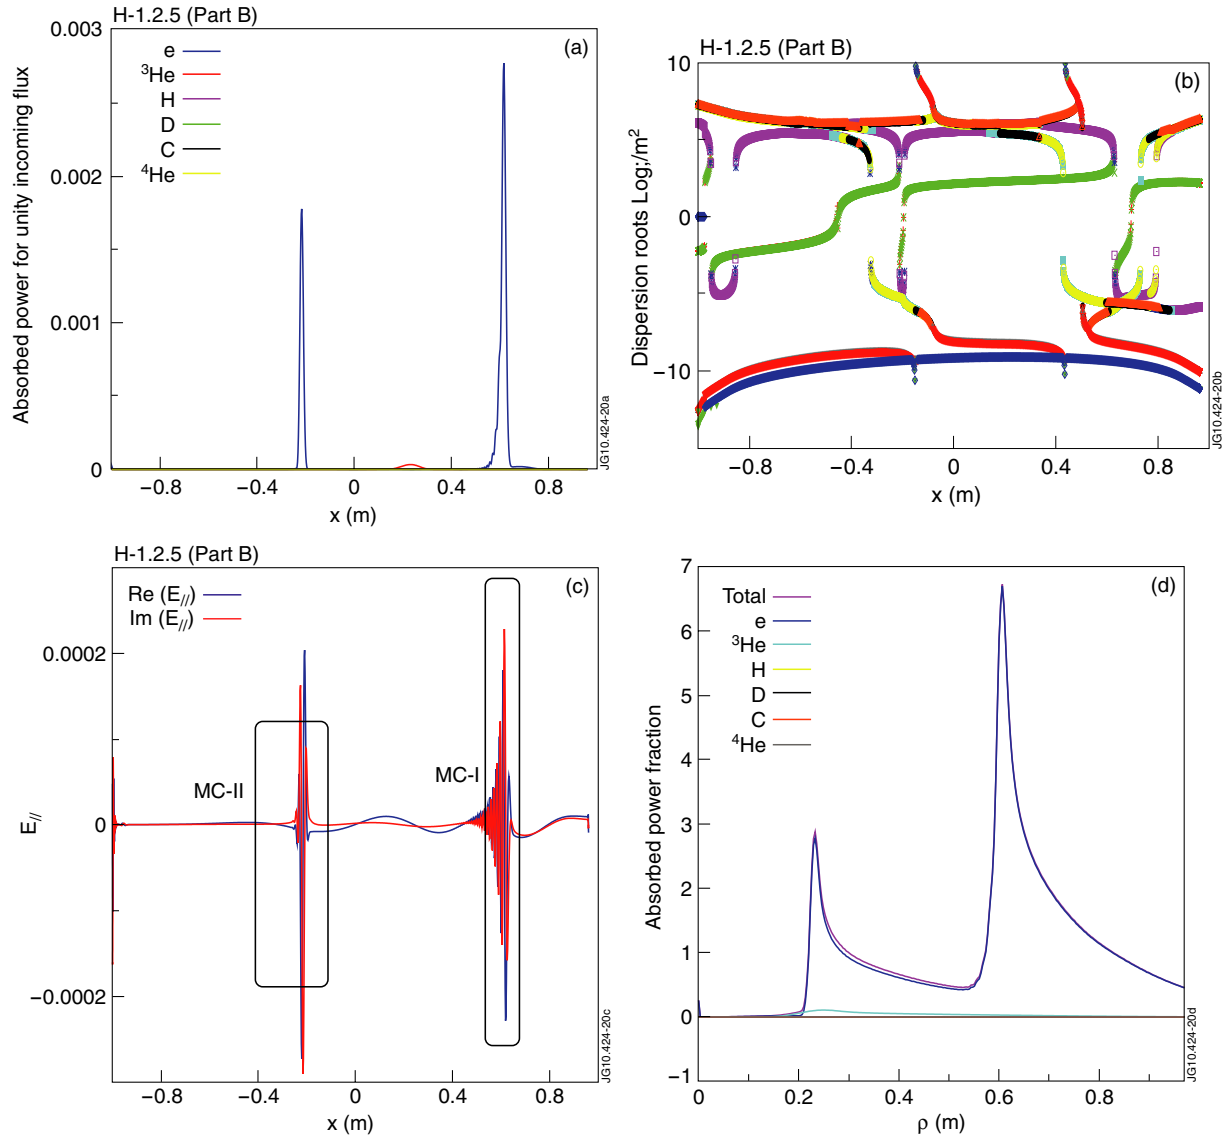 H-1.2.5 (Part B)
(a)
e
³He
H
D
C
⁴He
Absorbed power for unity incoming flux
0.003
0.002
0.001
0
−0.8
−0.4
0
0.4
0.8
x (m)
JG10.424-20a
H-1.2.5 (Part B)
(b)
Dispersion roots Log;/m²
10
0
−10
−0.8
−0.4
0
0.4
0.8
x (m)
JG10.424-20b
H-1.2.5 (Part B)
(c)
Re (E//)
Im (E//)
MC-II
MC-I
E//
0.0002
0
−0.0002
−0.8
−0.4
0
0.4
0.8
x (m)
JG10.424-20c
(d)
Total
e
³He
H
D
C
⁴He
Absorbed power fraction
7
6
5
4
3
2
1
0
−1
0
0.2
0.4
0.6
0.8
ρ (m)
JG10.424-20d